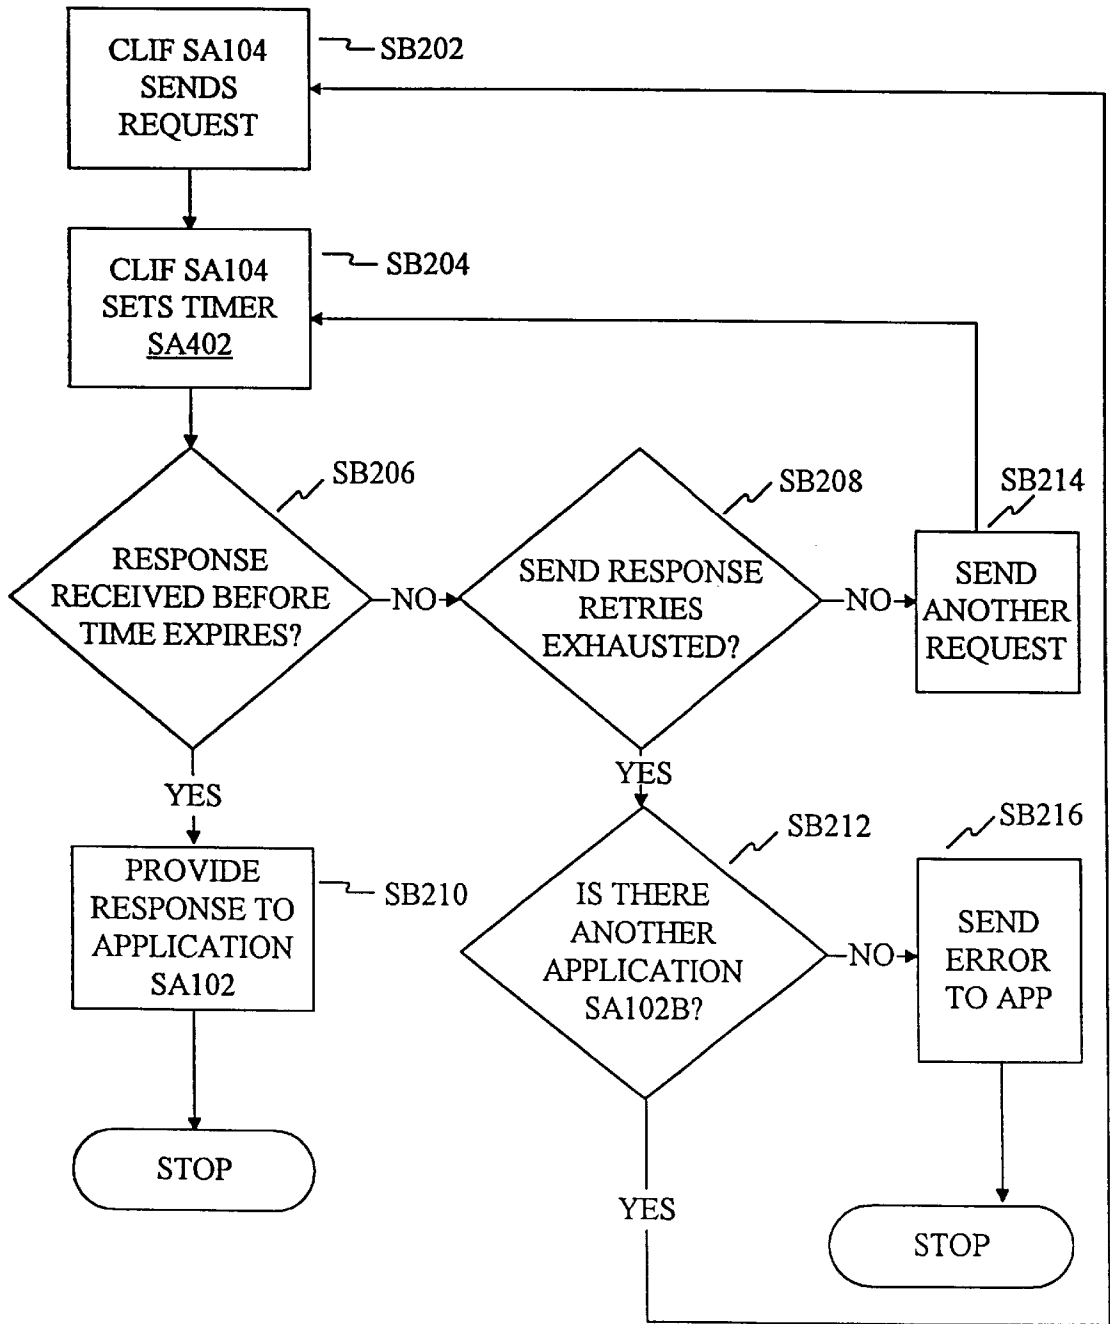 CLIF SA104
SENDS
REQUEST
SB202
CLIF SA104
SETS TIMER
SA402
SB204
RESPONSE
RECEIVED BEFORE
TIME EXPIRES?
SB206
NO
SEND RESPONSE
RETRIES
EXHAUSTED?
SB208
NO
SEND
ANOTHER
REQUEST
SB214
YES
PROVIDE
RESPONSE TO
APPLICATION
SA102
SB210
STOP
YES
IS THERE
ANOTHER
APPLICATION
SA102B?
SB212
NO
SEND
ERROR
TO APP
SB216
YES
STOP